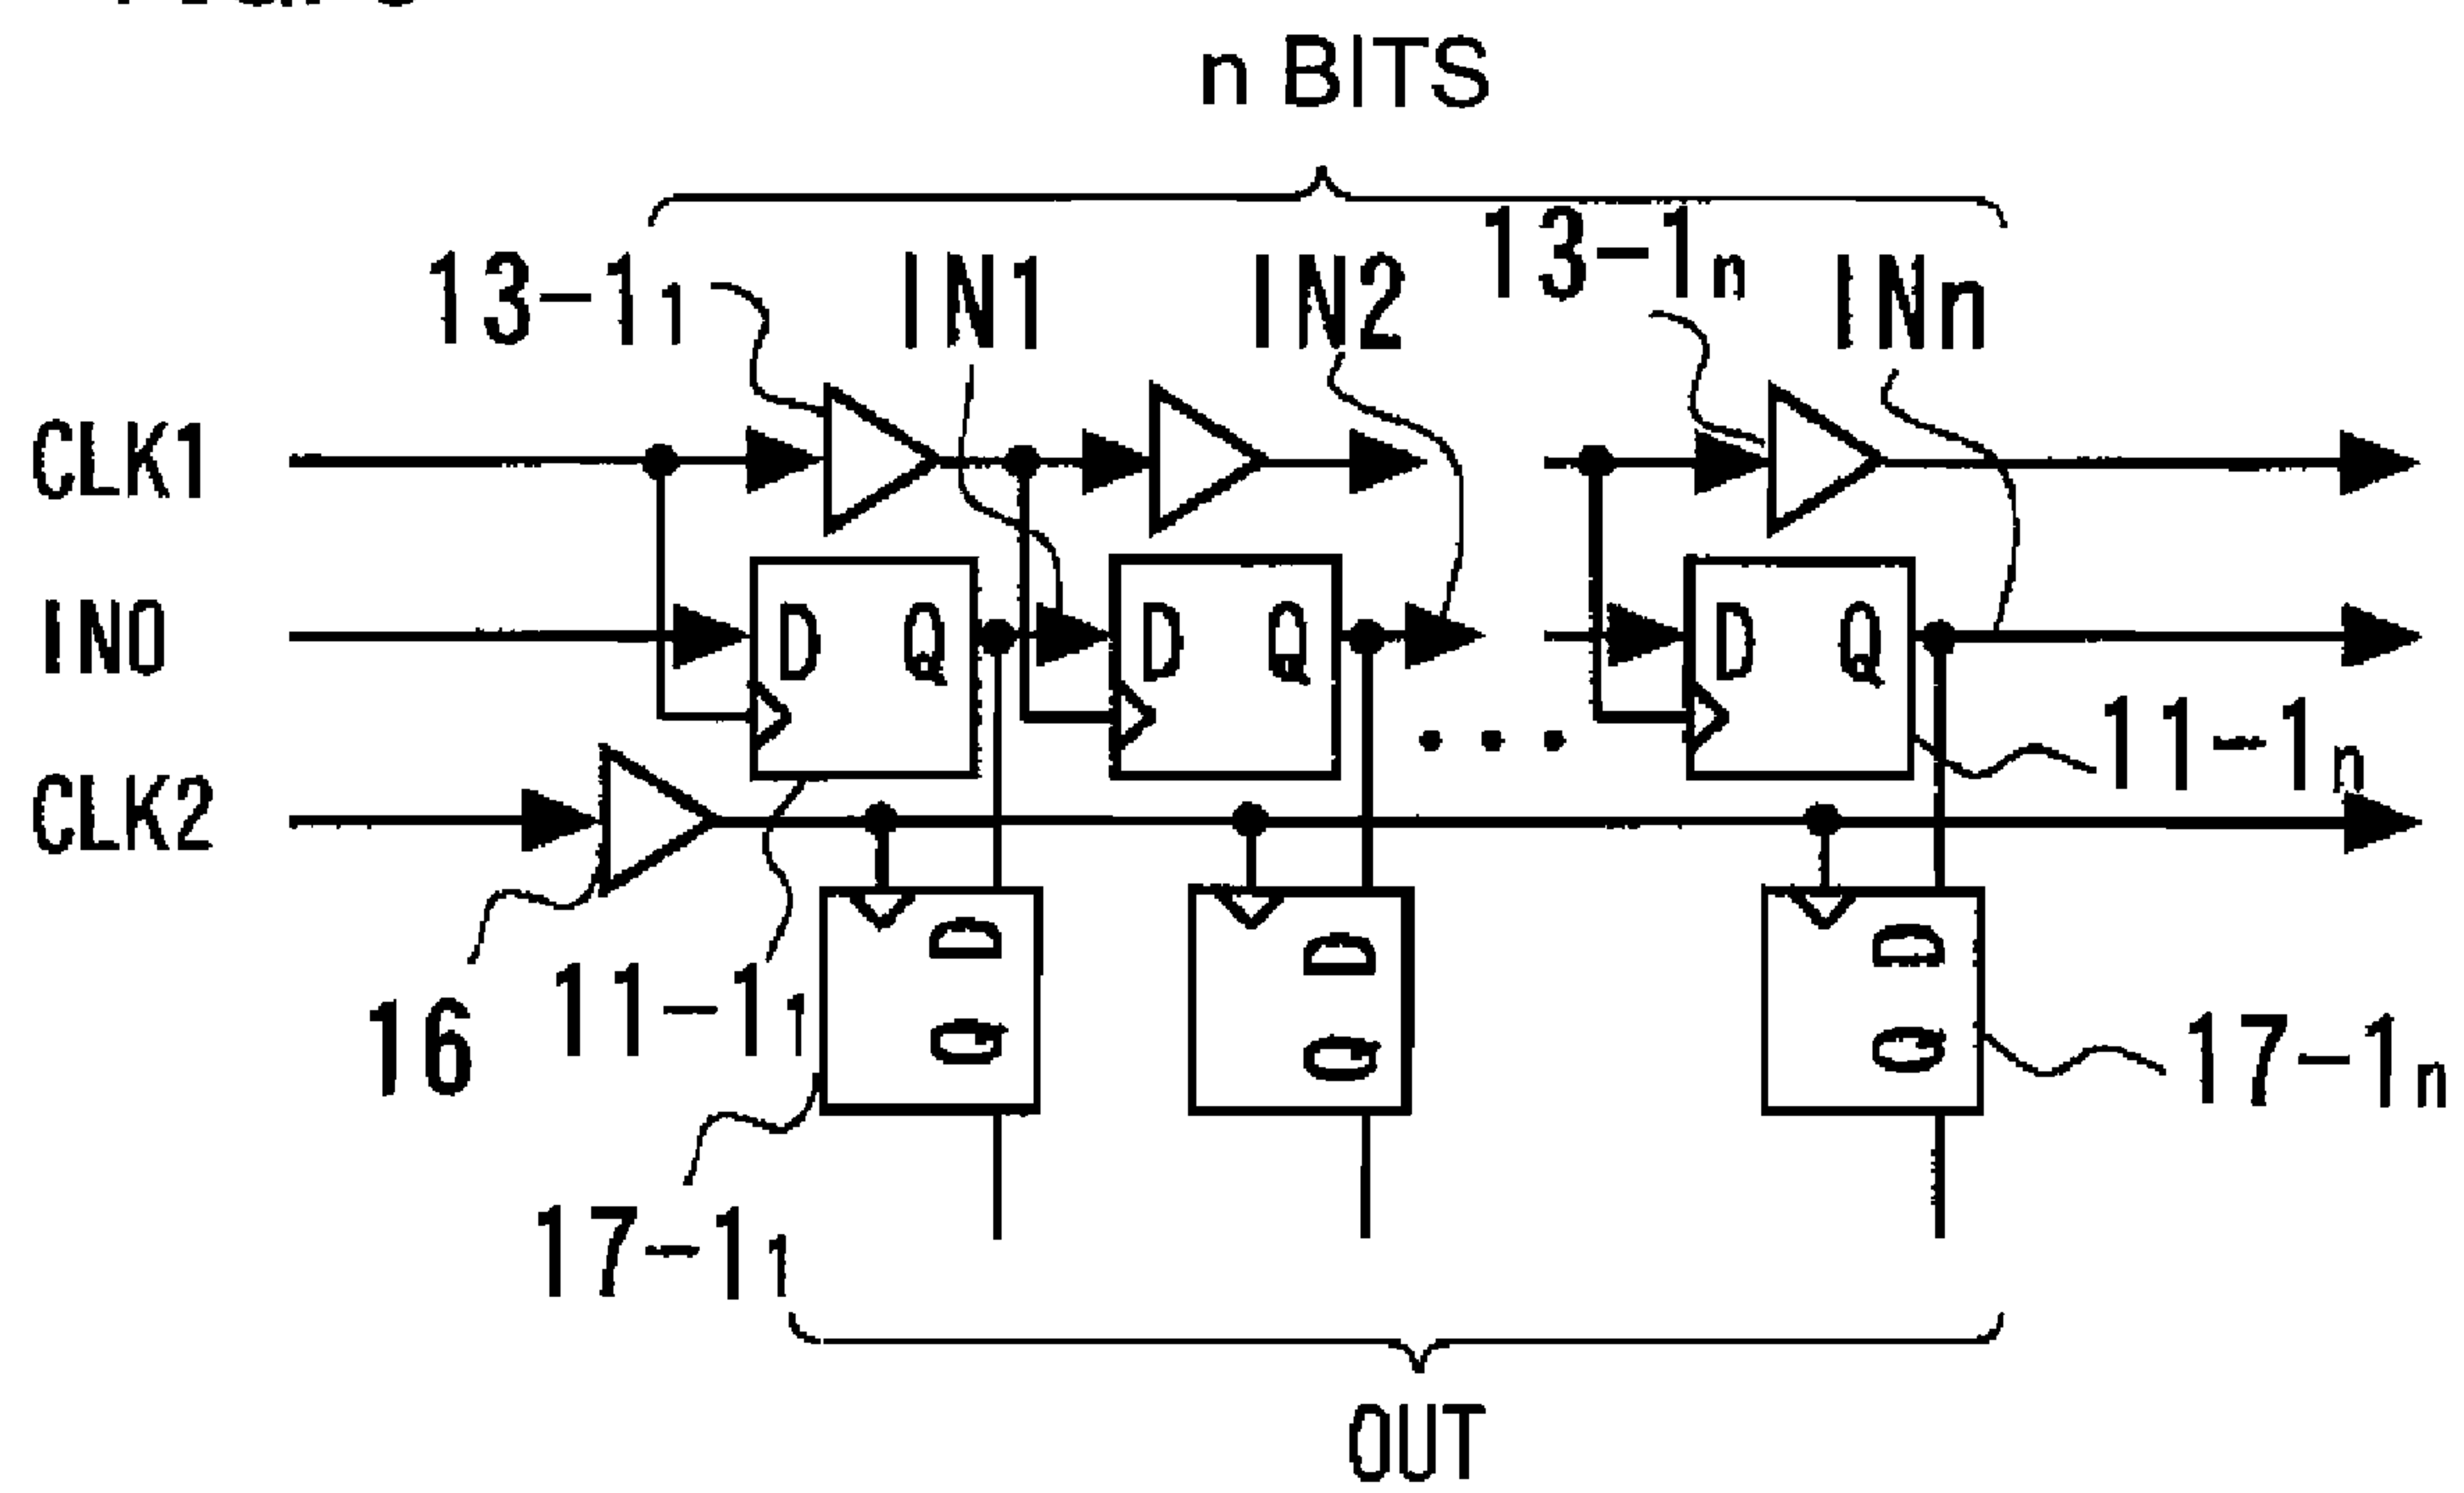 n BITS
13-1₁
IN1
IN2
13-1ₙ
INn
CLK1
IN0
D Q
D Q
D Q
11-1ₙ
CLK2
16
11-1₁
D
Q
D
Q
D
Q
17-1ₙ
17-1₁
OUT